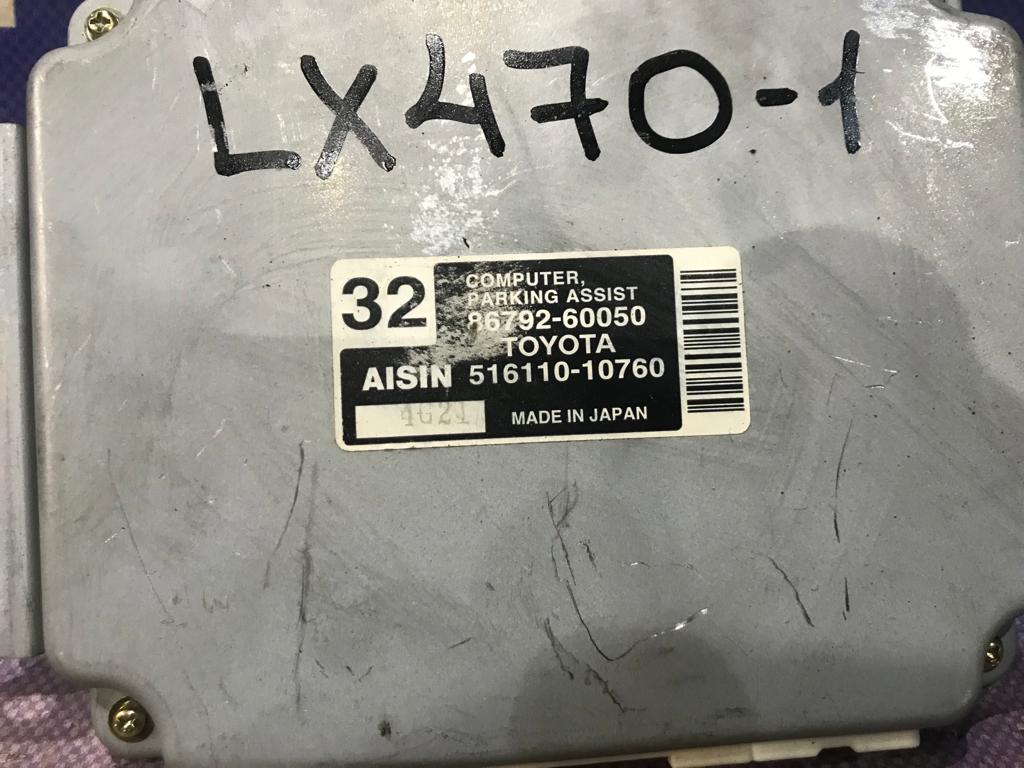 LX470-1
32
COMPUTER,
PARKING ASSIST
86792-60050
TOYOTA
AISIN 516110-10760
MADE IN JAPAN